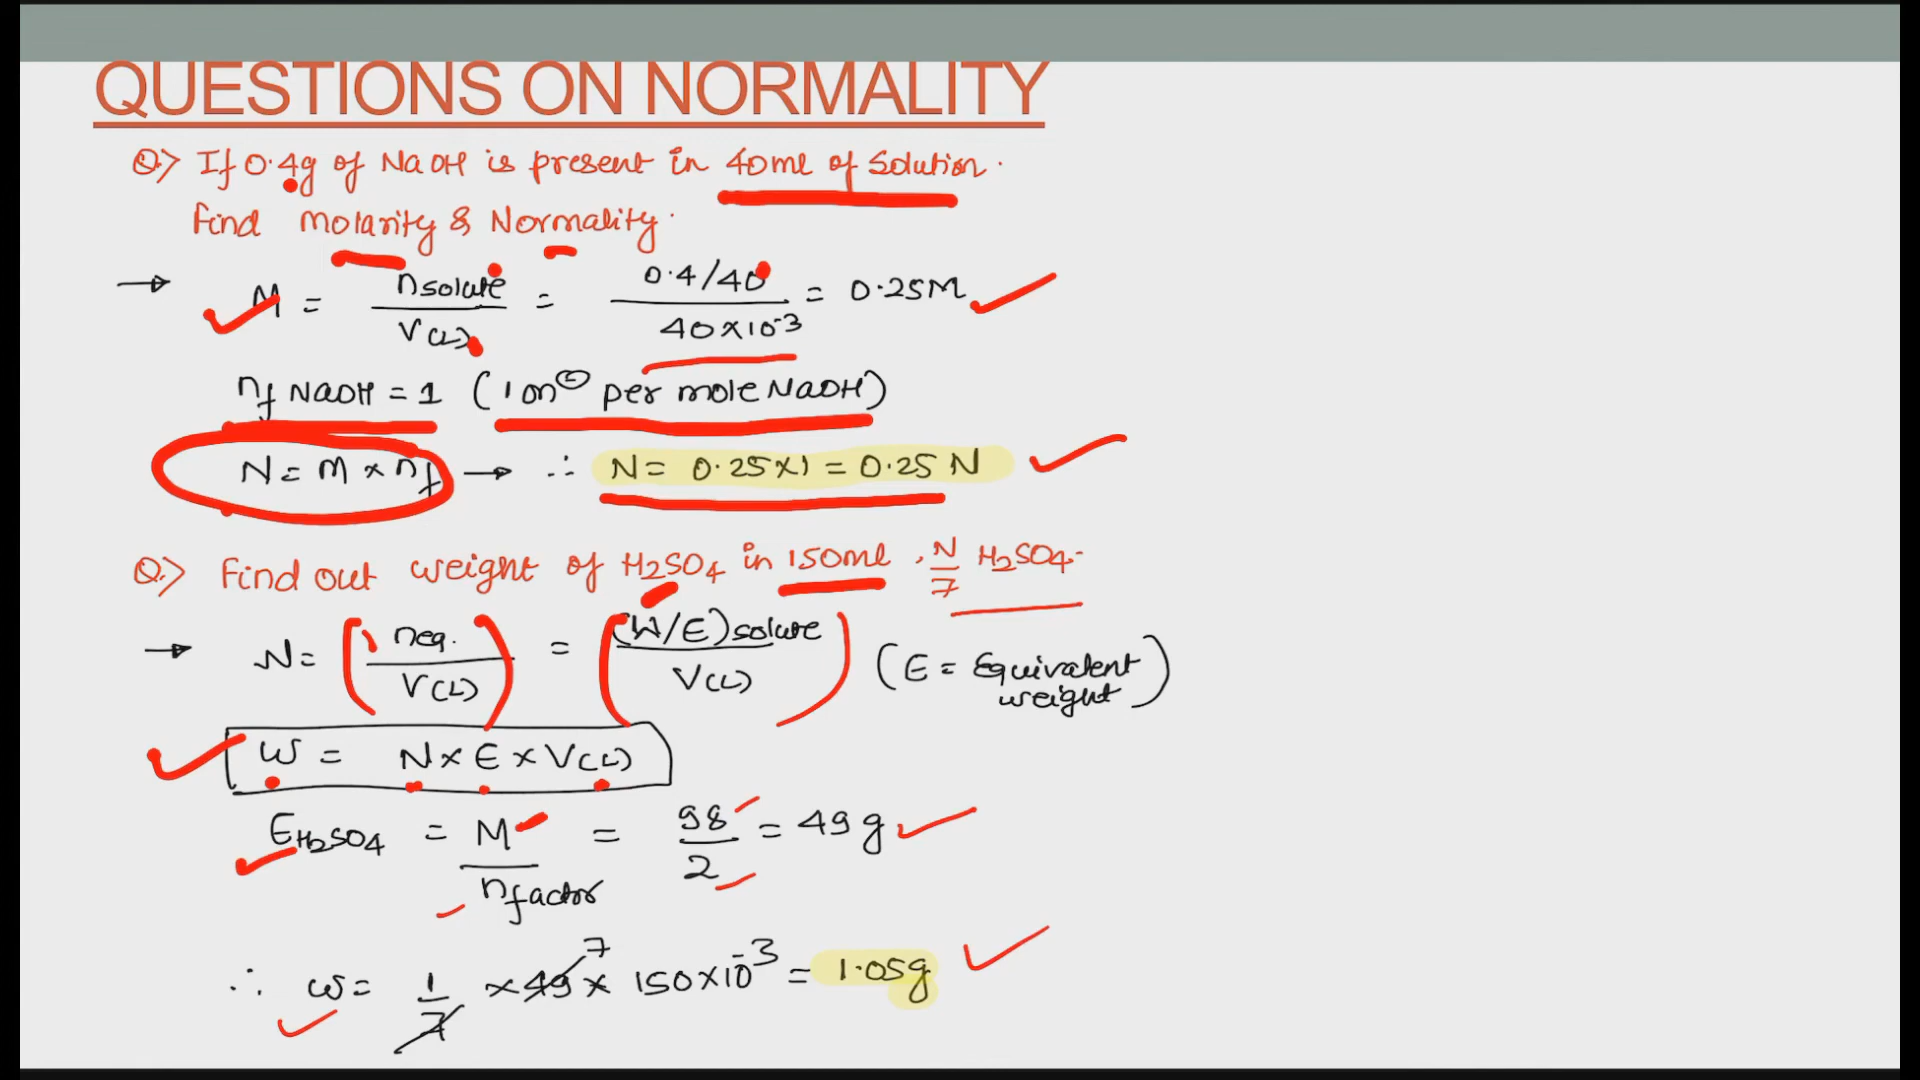 QUESTIONS ON NORMALITY
Q.> If 0.4g of NaOH is present in 40ml of Solution.
Find Molarity & Normality.
→ M = nsolute / V(L) = 0.4/40 / 40×10⁻³ = 0.25M
nf NaOH = 1 (1 OH⊖ per mole NaOH)
N = M × nf → ∴ N = 0.25×1 = 0.25 N
Q.> Find out weight of H₂SO₄ in 150ml, N/7 H₂SO₄.
→ N = (neq. / V(L)) = ((W/E)solute / V(L)) (E = Equivalent weight)
W = N × E × V(L)
E H₂SO₄ = M / nfactor = 98 / 2 = 49 g
∴ W = 1/7 × 49 7 × 150×10⁻³ = 1.05g